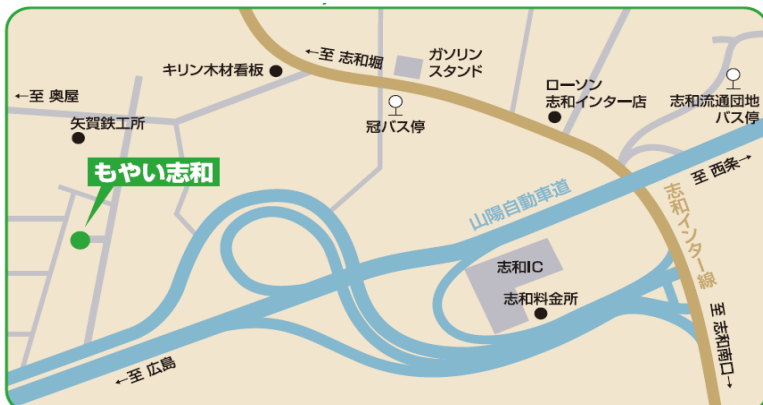 ←至 志和堀
ガソリン
スタンド
キリン木材看板
←至 奥屋
矢賀鉄工所
冠バス停
ローソン
志和インター店
志和流通団地
バス停
もやい志和
至 西条→
山陽自動車道
志和インター線
志和IC
志和料金所
至 志和南口→
←至 広島